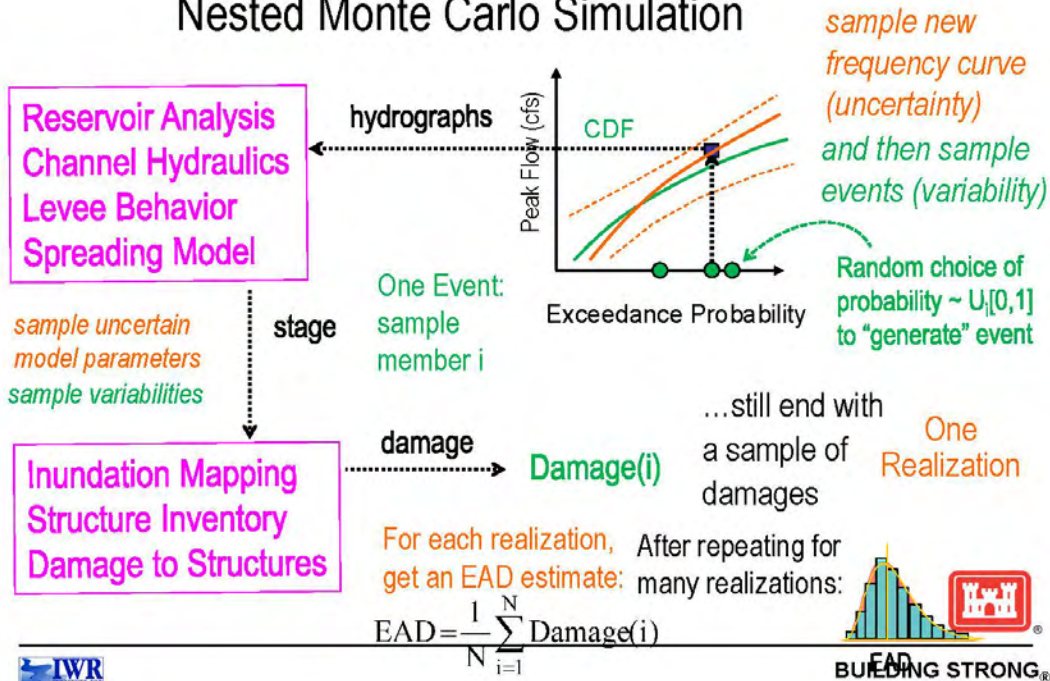 Nested Monte Carlo Simulation
Reservoir Analysis
Channel Hydraulics
Levee Behavior
Spreading Model
hydrographs
Peak Flow (cfs)
CDF
Exceedance Probability
sample new
frequency curve
(uncertainty)
and then sample
events (variability)
Random choice of
probability ~ Uᵢ[0,1]
to “generate” event
sample uncertain
model parameters
sample variabilities
stage
One Event:
sample
member i
Inundation Mapping
Structure Inventory
Damage to Structures
damage
Damage(i)
…still end with
a sample of
damages
One
Realization
For each realization,
get an EAD estimate:
EAD = 1/N N∑i=1 Damage(i)
After repeating for
many realizations:
EAD
®
IWR
BUILDING STRONG®